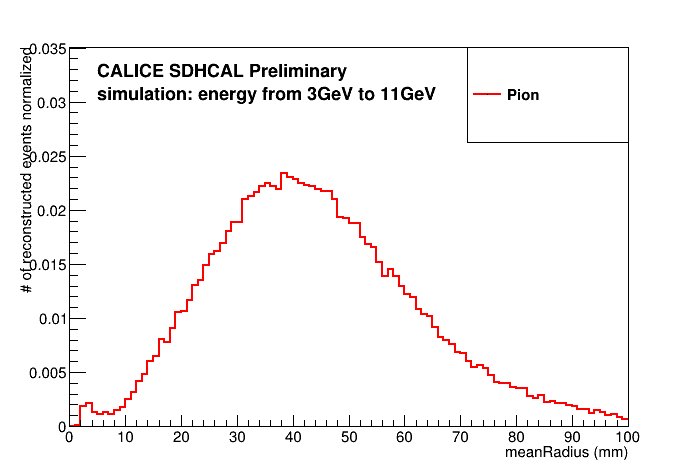 CALICE SDHCAL Preliminary
simulation: energy from 3GeV to 11GeV
Pion
# of reconstructed events normalized
0.035
0.03
0.025
0.02
0.015
0.01
0.005
0
0 10 20 30 40 50 60 70 80 90 100
meanRadius (mm)